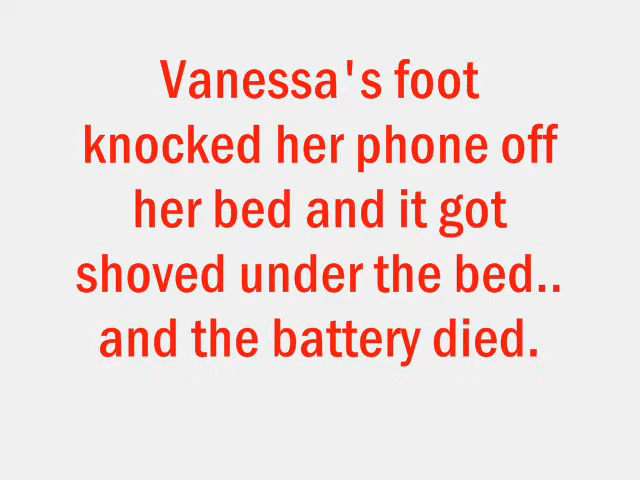 Vanessa's foot
knocked her phone off
her bed and it got
shoved under the bed..
and the battery died.